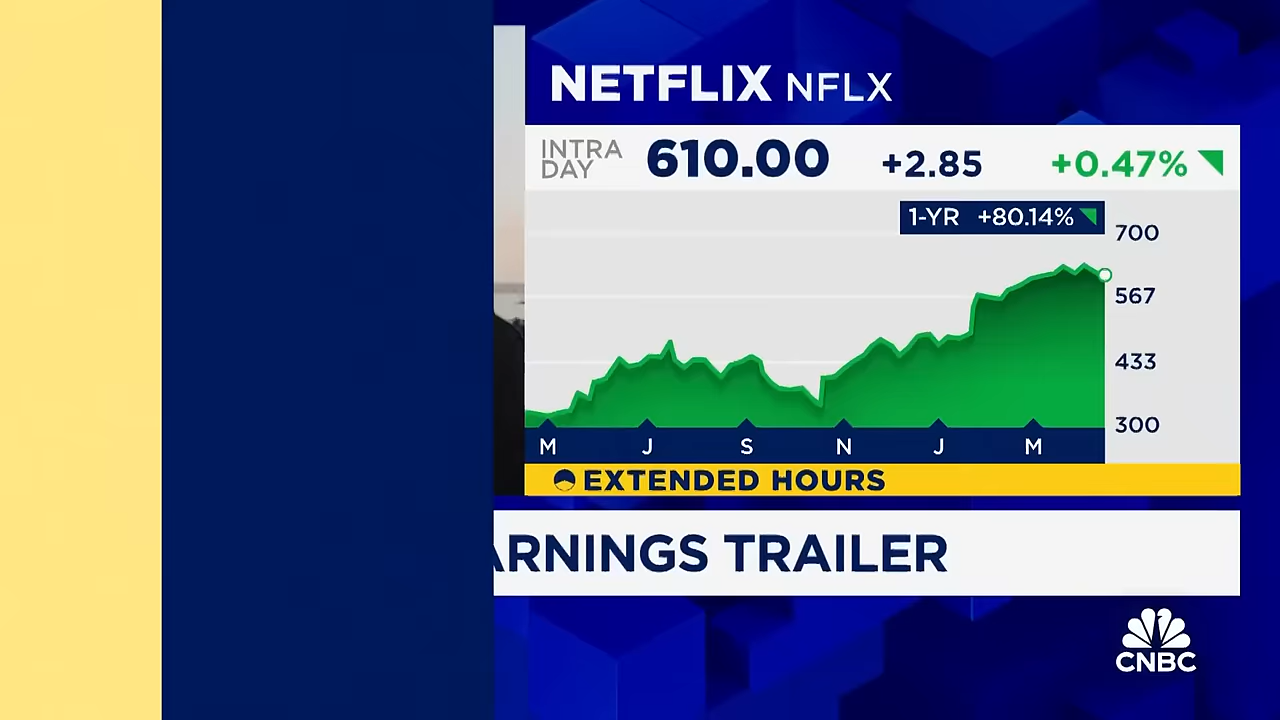 NETFLIX NFLX
INTRA DAY 610.00 +2.85 +0.47%
1-YR +80.14%
700
567
433
300
M J S N J M
EXTENDED HOURS
ARNINGS TRAILER
CNBC